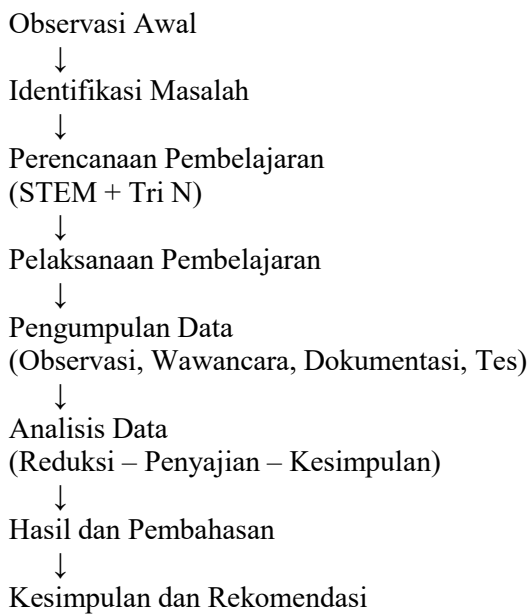 Observasi Awal
↓
Identifikasi Masalah
↓
Perencanaan Pembelajaran
(STEM + Tri N)
↓
Pelaksanaan Pembelajaran
↓
Pengumpulan Data
(Observasi, Wawancara, Dokumentasi, Tes)
↓
Analisis Data
(Reduksi – Penyajian – Kesimpulan)
↓
Hasil dan Pembahasan
↓
Kesimpulan dan Rekomendasi